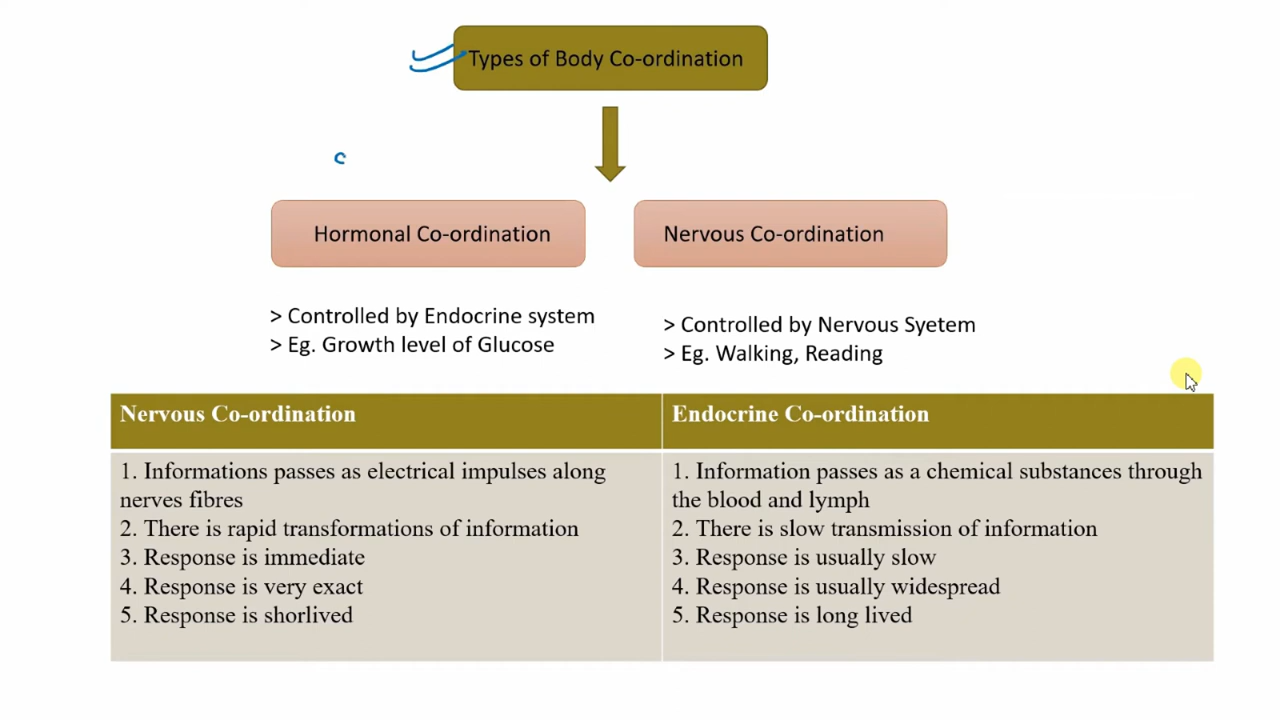 Types of Body Co-ordination
Hormonal Co-ordination
Nervous Co-ordination
> Controlled by Endocrine system
> Eg. Growth level of Glucose
> Controlled by Nervous Syetem
> Eg. Walking, Reading
Nervous Co-ordination
1. Informations passes as electrical impulses along
nerves fibres
2. There is rapid transformations of information
3. Response is immediate
4. Response is very exact
5. Response is shorlived
Endocrine Co-ordination
1. Information passes as a chemical substances through
the blood and lymph
2. There is slow transmission of information
3. Response is usually slow
4. Response is usually widespread
5. Response is long lived